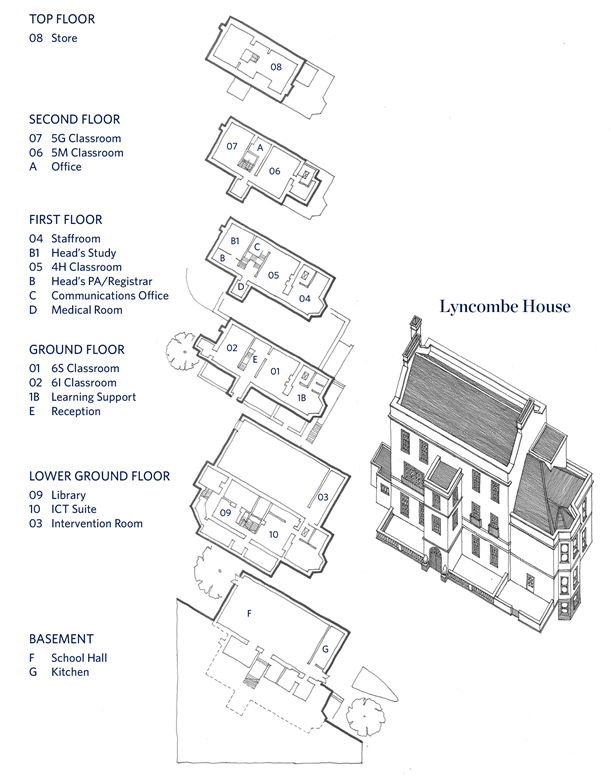 TOP FLOOR
08 Store
08
SECOND FLOOR
07 5G Classroom
06 5M Classroom
A Office
07
A
06
FIRST FLOOR
04 Staffroom
B1 Head's Study
05 4H Classroom
B Head's PA/Registrar
C Communications Office
D Medical Room
B1
C
B
05
D
04
Lyncombe House
GROUND FLOOR
01 6S Classroom
02 6I Classroom
1B Learning Support
E Reception
02
E
01
1B
LOWER GROUND FLOOR
09 Library
10 ICT Suite
03 Intervention Room
03
09
10
BASEMENT
F School Hall
G Kitchen
F
G